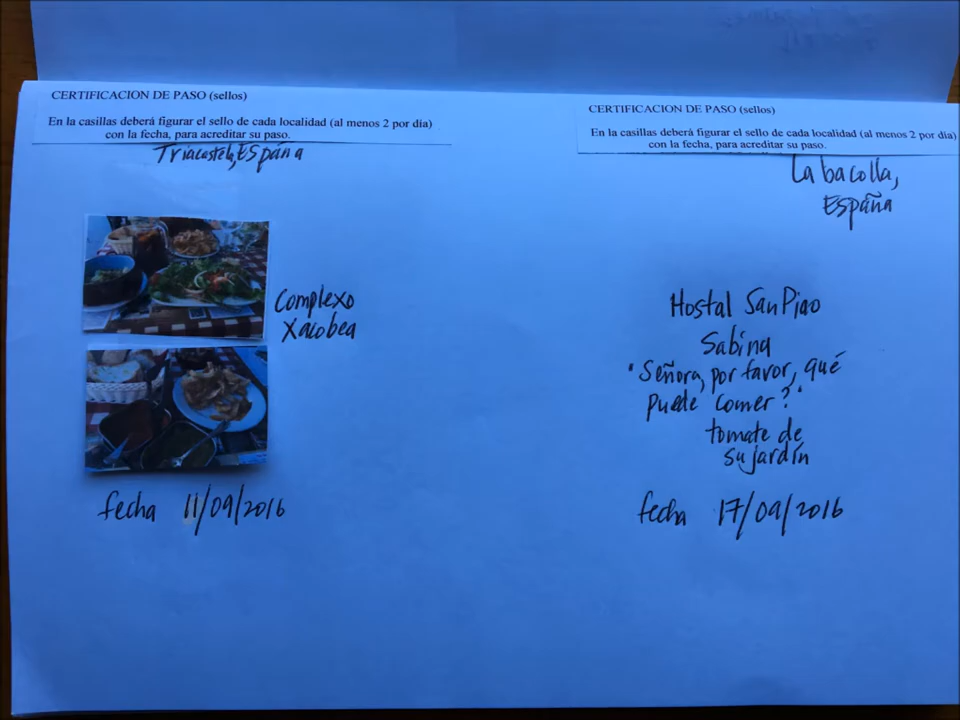 CERTIFICACION DE PASO (sellos)
En la casillas deberá figurar el sello de cada localidad (al menos 2 por día)
con la fecha, para acreditar su paso.
Triacastela, España
Complexo
Xacobea
fecha 11/09/2016
CERTIFICACION DE PASO (sellos)
En la casillas deberá figurar el sello de cada localidad (al menos 2 por día)
con la fecha, para acreditar su paso.
Labacolla,
España
Hostal San Piao
Sabina
"Señora, por favor, qué
puede comer?"
tomate de
su jardín
fecha 17/09/2016